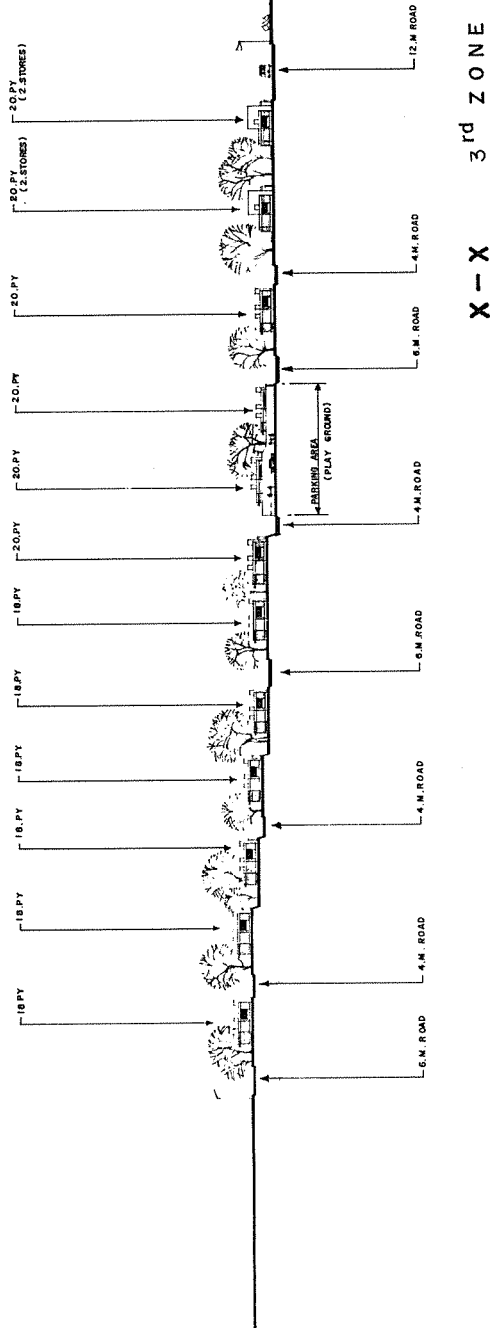 18.PY
18.PY
18.PY
18.PY
18.PY
18.PY
20.PY
20.PY
20.PY
20.PY
20.PY
(2.STORES)
20.PY
(2.STORES)
PARKING AREA
(PLAY GROUND)
6.M. ROAD
4.M. ROAD
4.M. ROAD
6.M.ROAD
4.M.ROAD
6.M.ROAD
4.M.ROAD
12.M ROAD
X – X 3rd ZONE